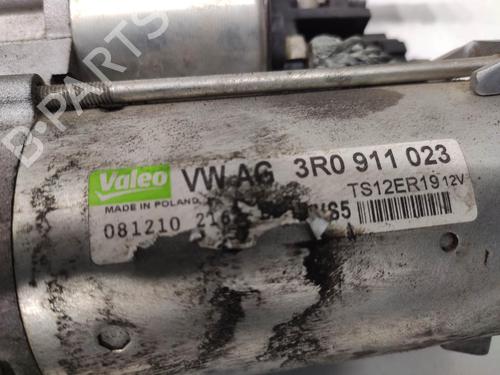 Valeo VW AG 3R0 911 023
MADE IN POLAND TS12ER19 12V
081210
B-PARTS